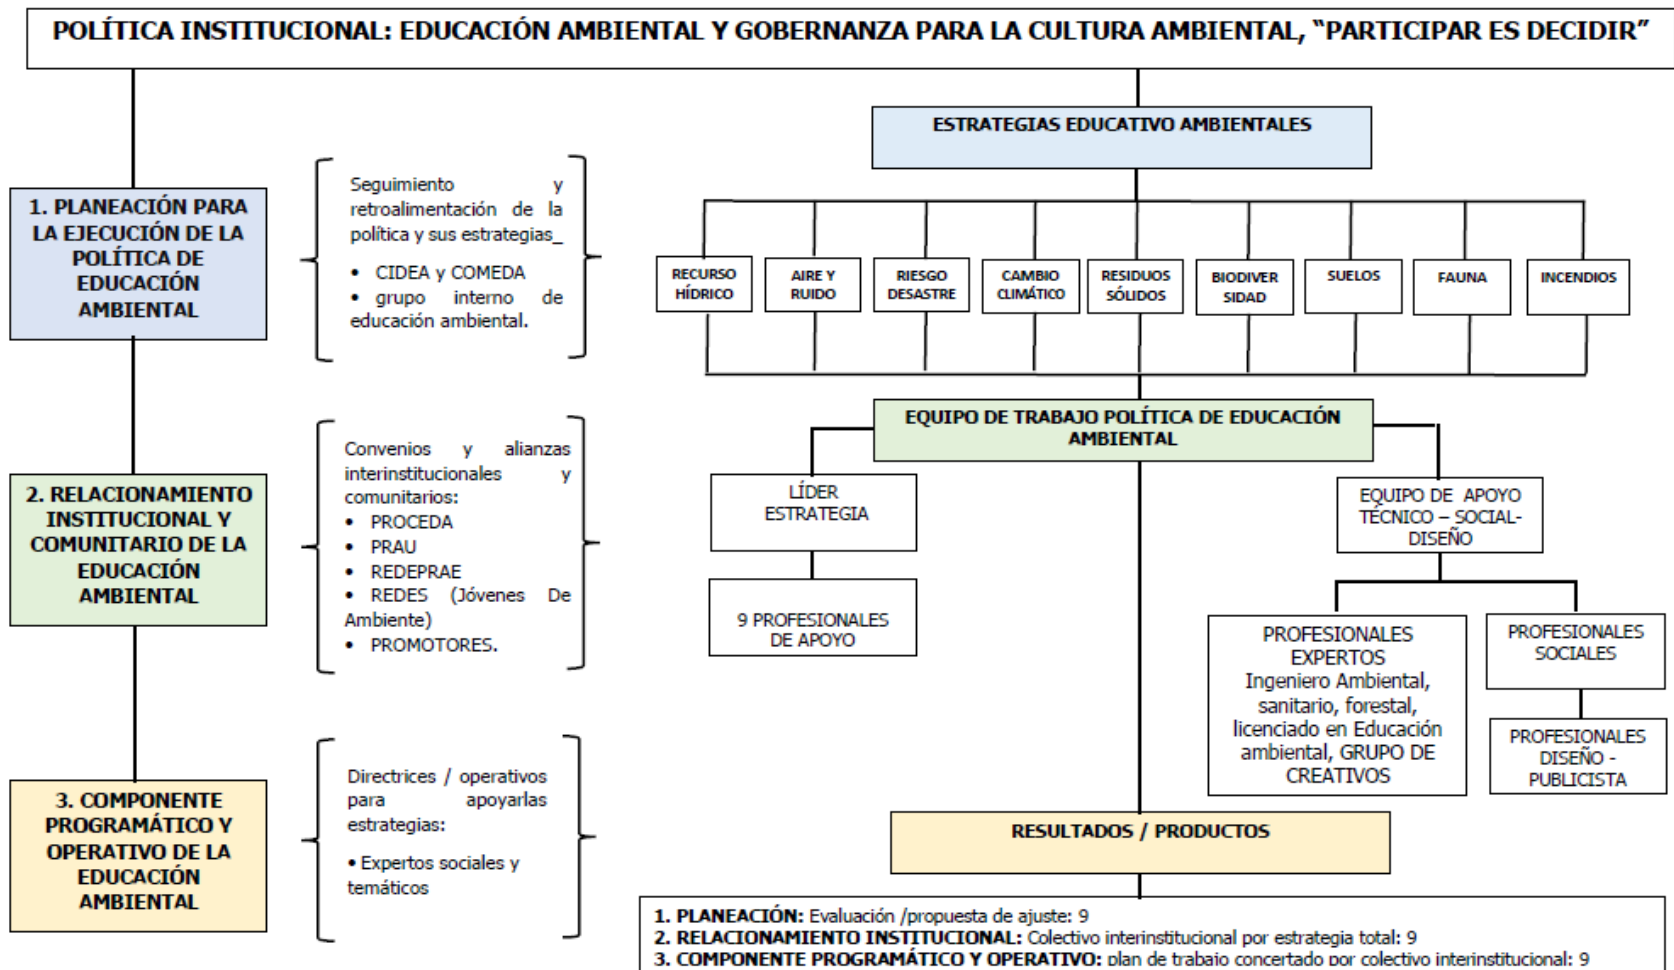 POLÍTICA INSTITUCIONAL: EDUCACIÓN AMBIENTAL Y GOBERNANZA PARA LA CULTURA AMBIENTAL, “PARTICIPAR ES DECIDIR”
1. PLANEACIÓN PARA
LA EJECUCIÓN DE LA
POLÍTICA DE
EDUCACIÓN
AMBIENTAL
Seguimiento y
retroalimentación de la
política y sus estrategias_
• CIDEA y COMEDA
• grupo interno de
educación ambiental.
2. RELACIONAMIENTO
INSTITUCIONAL Y
COMUNITARIO DE LA
EDUCACIÓN
AMBIENTAL
Convenios y alianzas
interinstitucionales y
comunitarios:
• PROCEDA
• PRAU
• REDEPRAE
• REDES (Jóvenes De
Ambiente)
• PROMOTORES.
3. COMPONENTE
PROGRAMÁTICO Y
OPERATIVO DE LA
EDUCACIÓN
AMBIENTAL
Directrices / operativos
para apoyarlas
estrategias:
• Expertos sociales y
temáticos
ESTRATEGIAS EDUCATIVO AMBIENTALES
RECURSO
HÍDRICO
AIRE Y
RUIDO
RIESGO
DESASTRE
CAMBIO
CLIMÁTICO
RESIDUOS
SÓLIDOS
BIODIVER
SIDAD
SUELOS
FAUNA
INCENDIOS
EQUIPO DE TRABAJO POLÍTICA DE EDUCACIÓN
AMBIENTAL
LÍDER
ESTRATEGIA
9 PROFESIONALES
DE APOYO
EQUIPO DE APOYO
TÉCNICO – SOCIAL-
DISEÑO
PROFESIONALES
EXPERTOS
Ingeniero Ambiental,
sanitario, forestal,
licenciado en Educación
ambiental, GRUPO DE
CREATIVOS
PROFESIONALES
SOCIALES
PROFESIONALES
DISEÑO -
PUBLICISTA
RESULTADOS / PRODUCTOS
1. PLANEACIÓN: Evaluación /propuesta de ajuste: 9
2. RELACIONAMIENTO INSTITUCIONAL: Colectivo interinstitucional por estrategia total: 9
3. COMPONENTE PROGRAMÁTICO Y OPERATIVO: plan de trabajo concertado por colectivo interinstitucional: 9